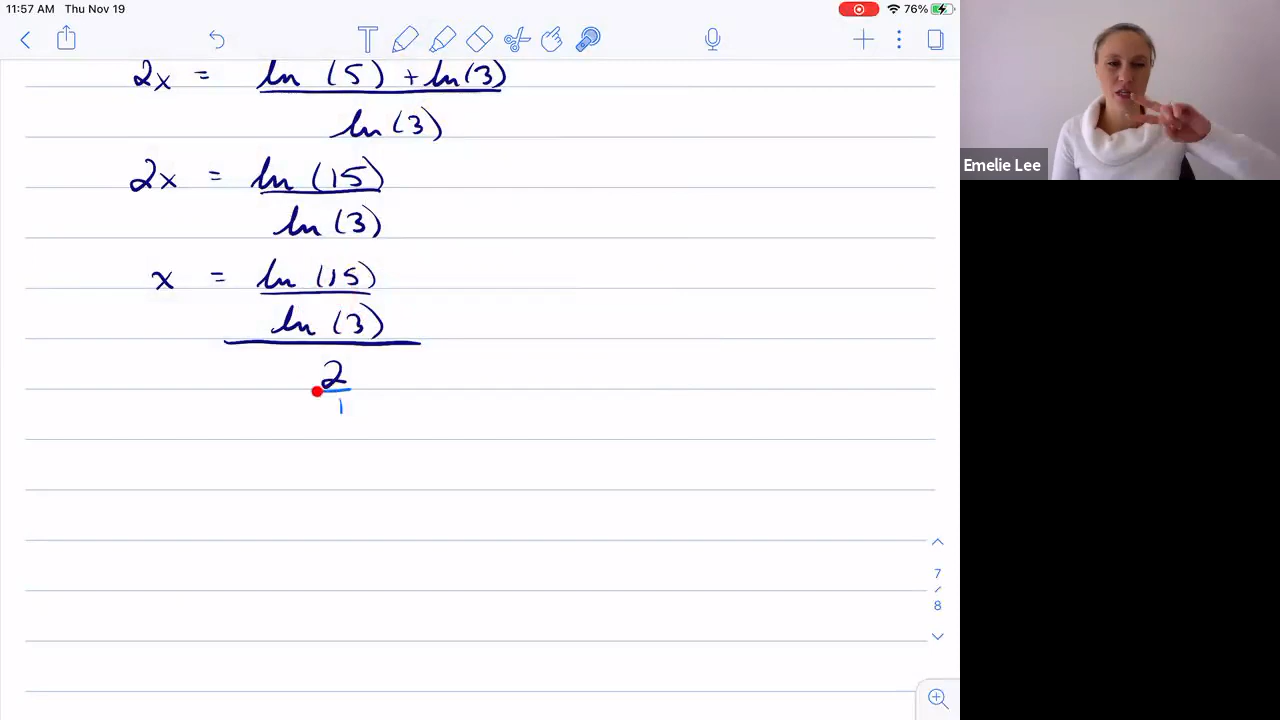 11:57 AM Thu Nov 19
76%
2x = ln (5) + ln(3)
ln (3)
2x = ln (15)
ln (3)
x = ln (15)
ln (3)
2
1
7
/
8
Emelie Lee